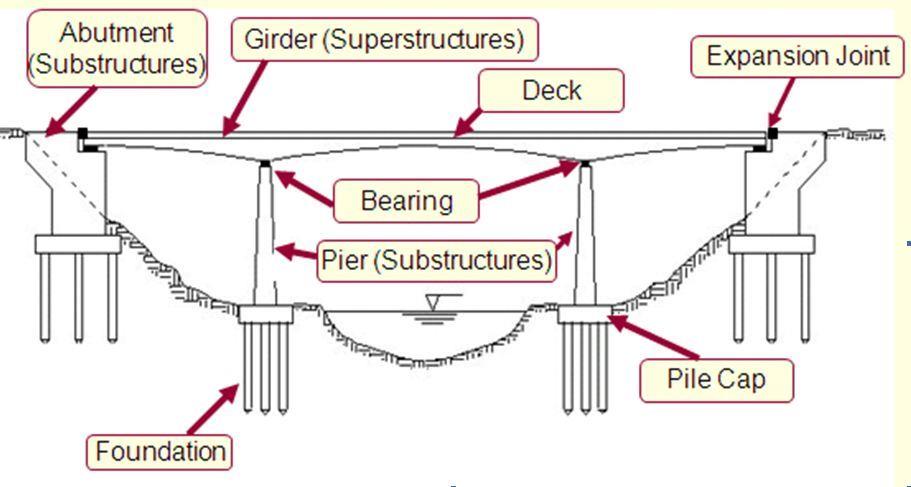 Abutment
(Substructures)
Girder (Superstructures)
Expansion Joint
Deck
Bearing
Pier (Substructures)
Pile Cap
Foundation